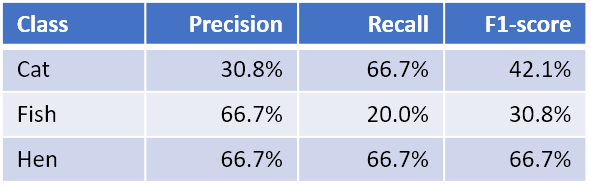 Class Precision Recall F1-score
Cat 30.8% 66.7% 42.1%
Fish 66.7% 20.0% 30.8%
Hen 66.7% 66.7% 66.7%